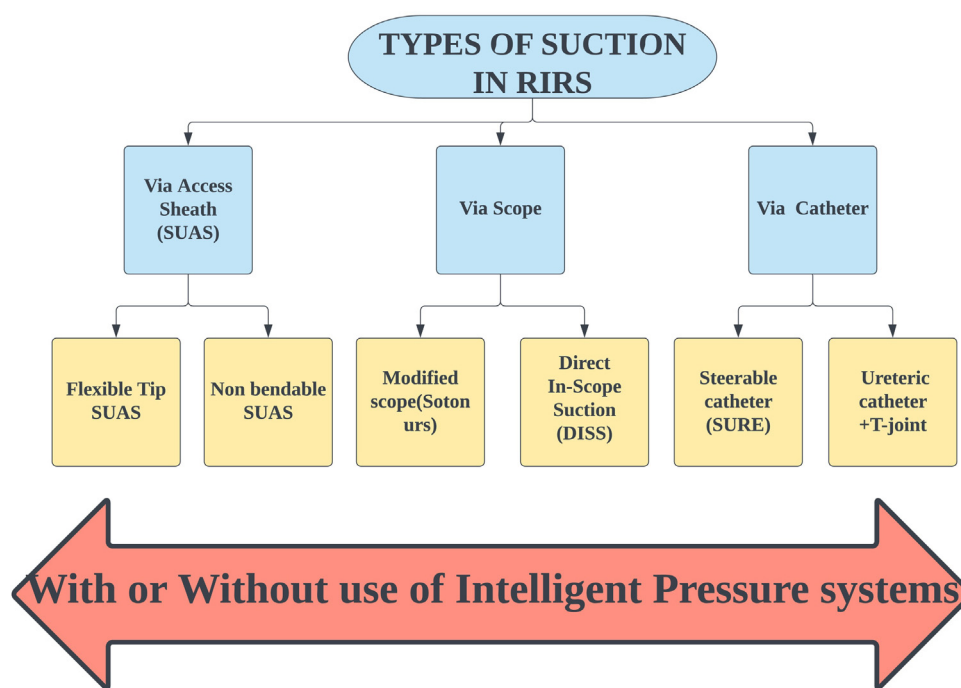 TYPES OF SUCTION
IN RIRS
Via Access
Sheath
(SUAS)
Via Scope
Via Catheter
Flexible Tip
SUAS
Non bendable
SUAS
Modified
scope(Soton
urs)
Direct
In-Scope
Suction
(DISS)
Steerable
catheter
(SURE)
Ureteric
catheter
+T-joint
With or Without use of Intelligent Pressure systems